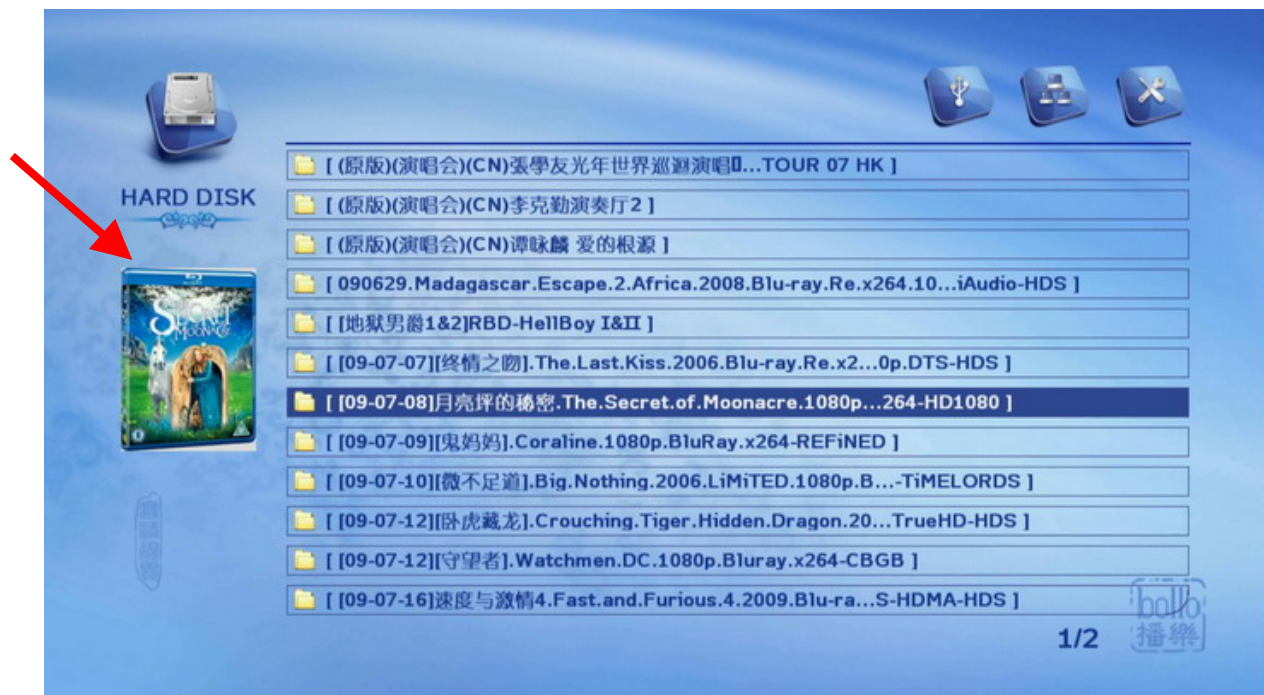 HARD DISK
SECRET
MOONACRE
[ (原版)(演唱会)(CN)張學友光年世界巡迴演唱...TOUR 07 HK ]
[ (原版)(演唱会)(CN)李克勤演奏厅2 ]
[ (原版)(演唱会)(CN)谭咏麟 爱的根源 ]
[ 090629.Madagascar.Escape.2.Africa.2008.Blu-ray.Re.x264.10...iAudio-HDS ]
[ [地狱男爵1&2]RBD-HellBoy I&II ]
[ [09-07-07][终情之吻].The.Last.Kiss.2006.Blu-ray.Re.x2...0p.DTS-HDS ]
[ [09-07-08]月亮坪的秘密.The.Secret.of.Moonacre.1080p...264-HD1080 ]
[ [09-07-09][鬼妈妈].Coraline.1080p.BluRay.x264-REFiNED ]
[ [09-07-10][微不足道].Big.Nothing.2006.LiMiTED.1080p.B...-TiMELORDS ]
[ [09-07-12][卧虎藏龙].Crouching.Tiger.Hidden.Dragon.20...TrueHD-HDS ]
[ [09-07-12][守望者].Watchmen.DC.1080p.Bluray.x264-CBGB ]
[ [09-07-16]速度与激情4.Fast.and.Furious.4.2009.Blu-ra...S-HDMA-HDS ]
1/2
bollo
播樂